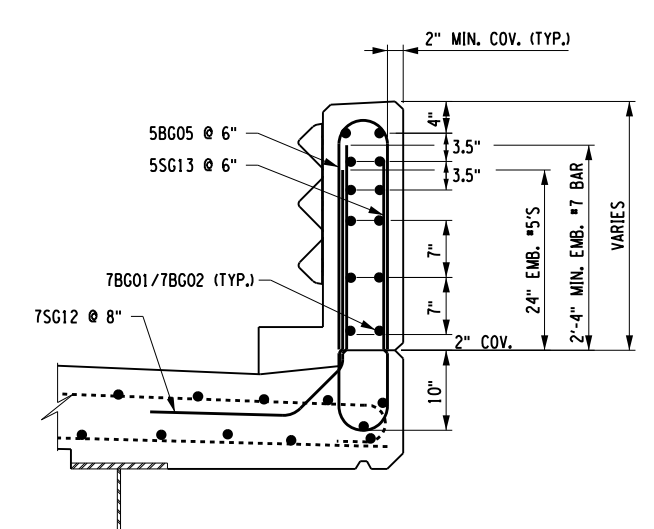 2" MIN. COV. (TYP.)
5BG05 @ 6"
5SG13 @ 6"
4"
3.5"
3.5"
24" EMB. #5'S
2'-4" MIN. EMB. #7 BAR
VARIES
7"
7BG01/7BG02 (TYP.)
7"
7SG12 @ 8"
2" COV.
10"